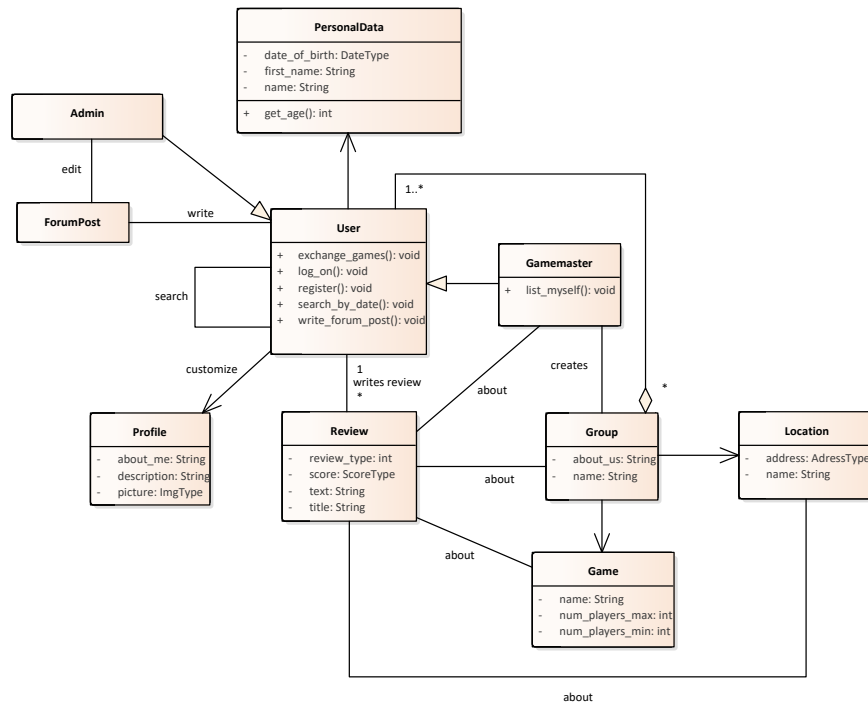 PersonalData
- date_of_birth: DateType
- first_name: String
- name: String
+ get_age(): int
Admin
edit
ForumPost
write
1..*
User
+ exchange_games(): void
+ log_on(): void
+ register(): void
+ search_by_date(): void
+ write_forum_post(): void
search
Gamemaster
+ list_myself(): void
customize
1
writes review
*
about
creates
*
Profile
- about_me: String
- description: String
- picture: ImgType
Review
- review_type: int
- score: ScoreType
- text: String
- title: String
about
Group
- about_us: String
- name: String
Location
- address: AdressType
- name: String
about
Game
- name: String
- num_players_max: int
- num_players_min: int
about